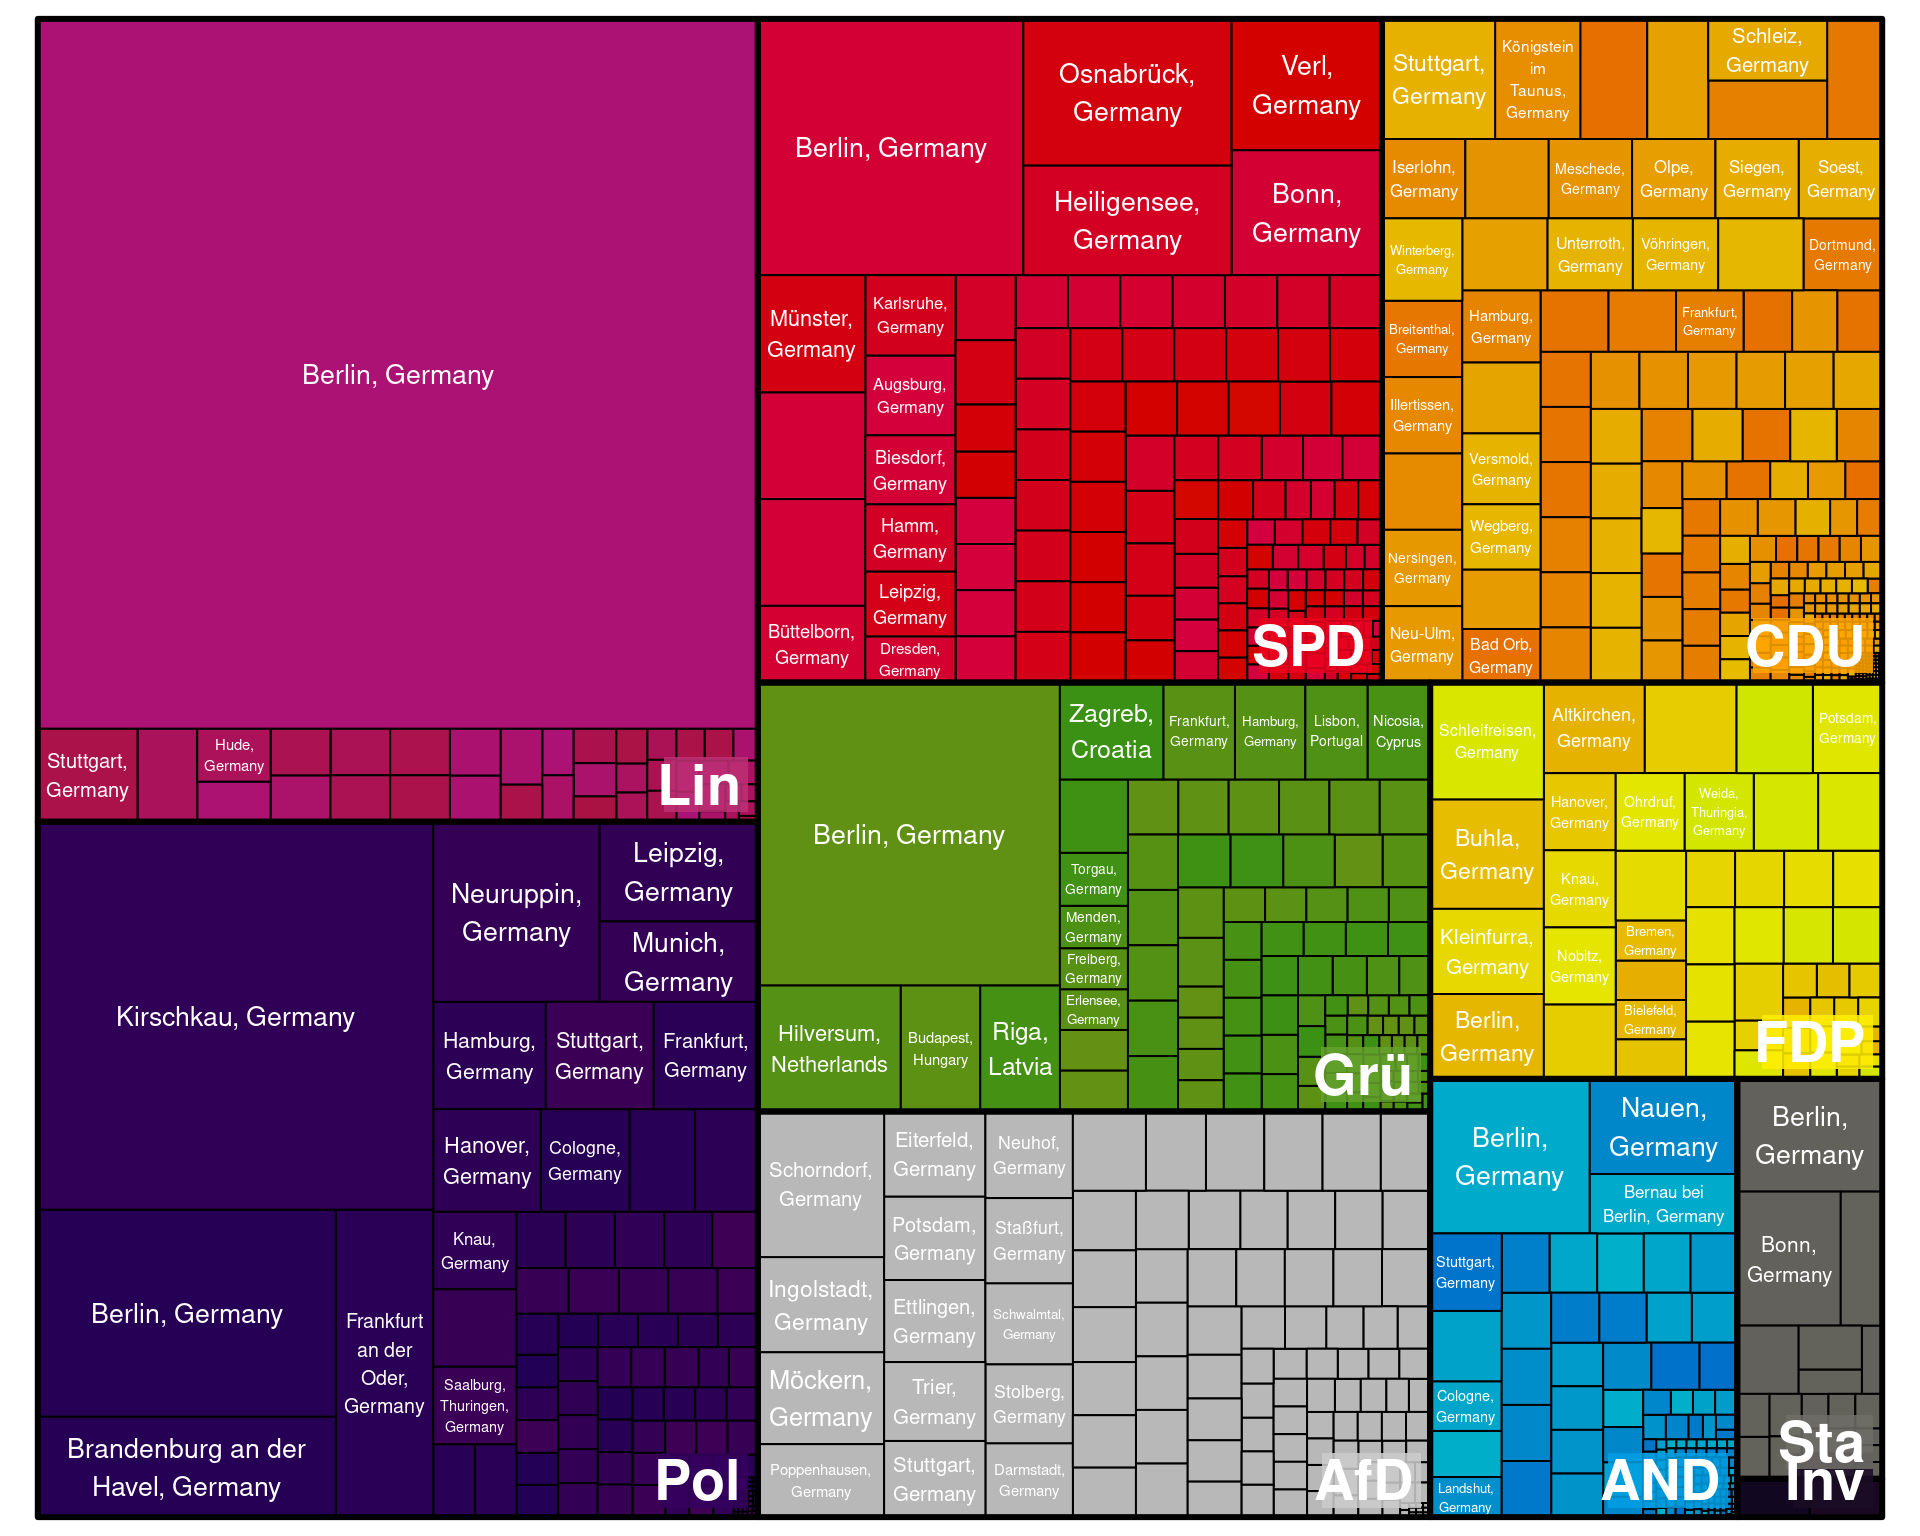 Berlin, Germany
Stuttgart,
Germany
Hude,
Germany
Lin
Kirschkau, Germany
Neuruppin,
Germany
Leipzig,
Germany
Munich,
Germany
Hamburg,
Germany
Stuttgart,
Germany
Frankfurt,
Germany
Hanover,
Germany
Cologne,
Germany
Berlin, Germany
Frankfurt
an der
Oder,
Germany
Knau,
Germany
Saalburg,
Thuringen,
Germany
Brandenburg an der
Havel, Germany
Pol
Berlin, Germany
Osnabrück,
Germany
Verl,
Germany
Heiligensee,
Germany
Bonn,
Germany
Münster,
Germany
Karlsruhe,
Germany
Augsburg,
Germany
Biesdorf,
Germany
Hamm,
Germany
Leipzig,
Germany
Büttelborn,
Germany
Dresden,
Germany
SPD
Stuttgart,
Germany
Königstein
im
Taunus,
Germany
Schleiz,
Germany
Iserlohn,
Germany
Meschede,
Germany
Olpe,
Germany
Siegen,
Germany
Soest,
Germany
Winterberg,
Germany
Unterroth,
Germany
Vöhringen,
Germany
Dortmund,
Germany
Breitenthal,
Germany
Hamburg,
Germany
Frankfurt,
Germany
Illertissen,
Germany
Versmold,
Germany
Wegberg,
Germany
Nersingen,
Germany
Neu-Ulm,
Germany
Bad Orb,
Germany
CDU
Berlin, Germany
Zagreb,
Croatia
Frankfurt,
Germany
Hamburg,
Germany
Lisbon,
Portugal
Nicosia,
Cyprus
Torgau,
Germany
Menden,
Germany
Freiberg,
Germany
Erlensee,
Germany
Hilversum,
Netherlands
Budapest,
Hungary
Riga,
Latvia
Grü
Schleifreisen,
Germany
Altkirchen,
Germany
Potsdam,
Germany
Buhla,
Germany
Hanover,
Germany
Ohrdruf,
Germany
Weida,
Thuringia,
Germany
Knau,
Germany
Kleinfurra,
Germany
Bremen,
Germany
Nobitz,
Germany
Berlin,
Germany
Bielefeld,
Germany
FDP
Schorndorf,
Germany
Eiterfeld,
Germany
Neuhof,
Germany
Potsdam,
Germany
Staßfurt,
Germany
Ingolstadt,
Germany
Ettlingen,
Germany
Schwalmtal,
Germany
Möckern,
Germany
Trier,
Germany
Stolberg,
Germany
Poppenhausen,
Germany
Stuttgart,
Germany
Darmstadt,
Germany
AfD
Berlin,
Germany
Nauen,
Germany
Bernau bei
Berlin, Germany
Stuttgart,
Germany
Cologne,
Germany
Landshut,
Germany
AND
Berlin,
Germany
Bonn,
Germany
Sta
Inv